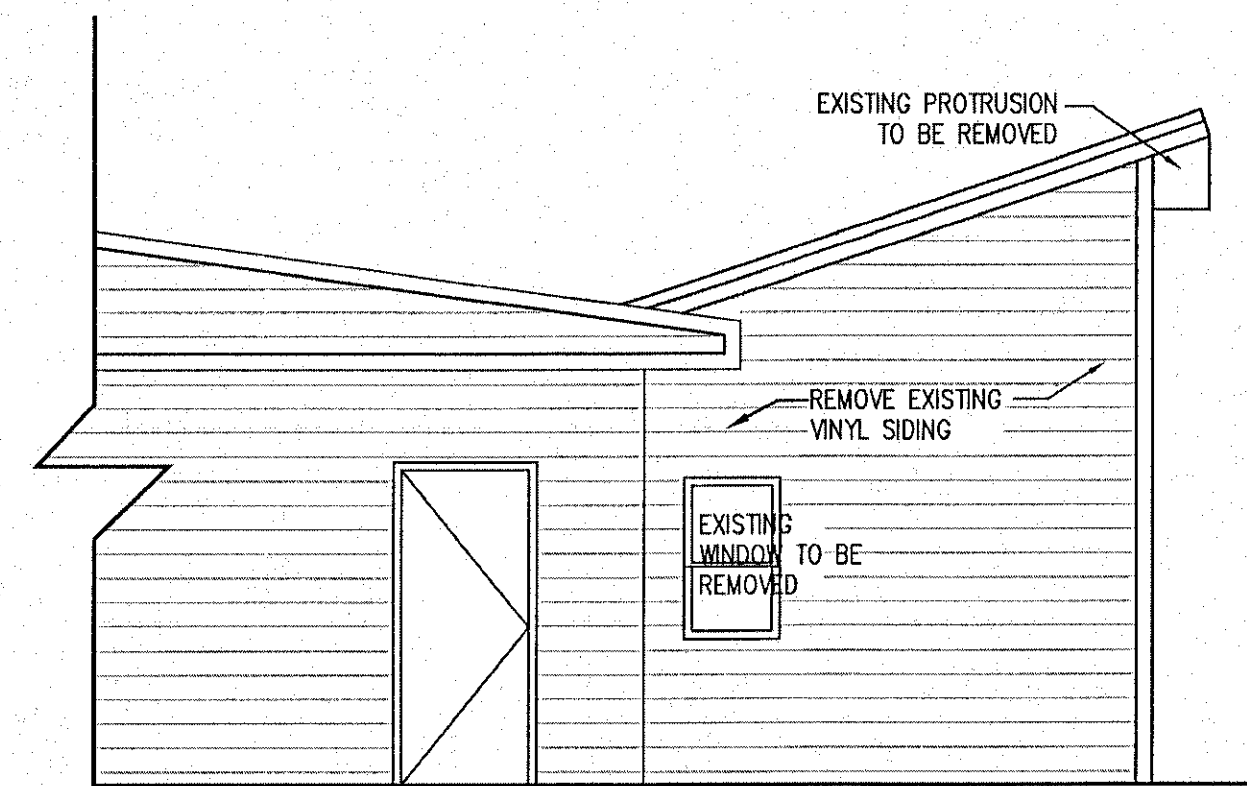 EXISTING PROTRUSION
TO BE REMOVED
REMOVE EXISTING
VINYL SIDING
EXISTING
WINDOW TO BE
REMOVED